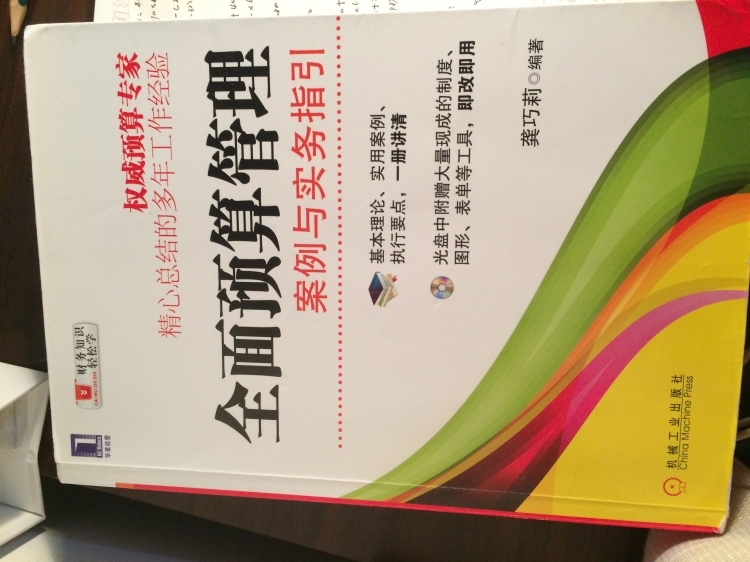 华章经管
财务知识
轻松学
权威预算专家
精心总结的多年工作经验
全面预算管理
案例与实务指引
基本理论、实用案例、
执行要点，一册讲清
光盘中附赠大量现成的制度、
图形、表单等工具，即改即用
龚巧莉◎编著
机械工业出版社
China Machine Press